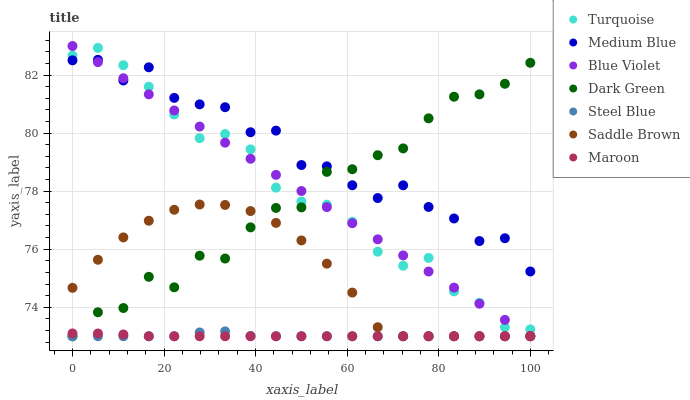 title
Turquoise
Medium Blue
Blue Violet
Dark Green
Steel Blue
Saddle Brown
Maroon
yaxis_label
82
80
78
76
74
0
20
40
60
80
100
xaxis_label